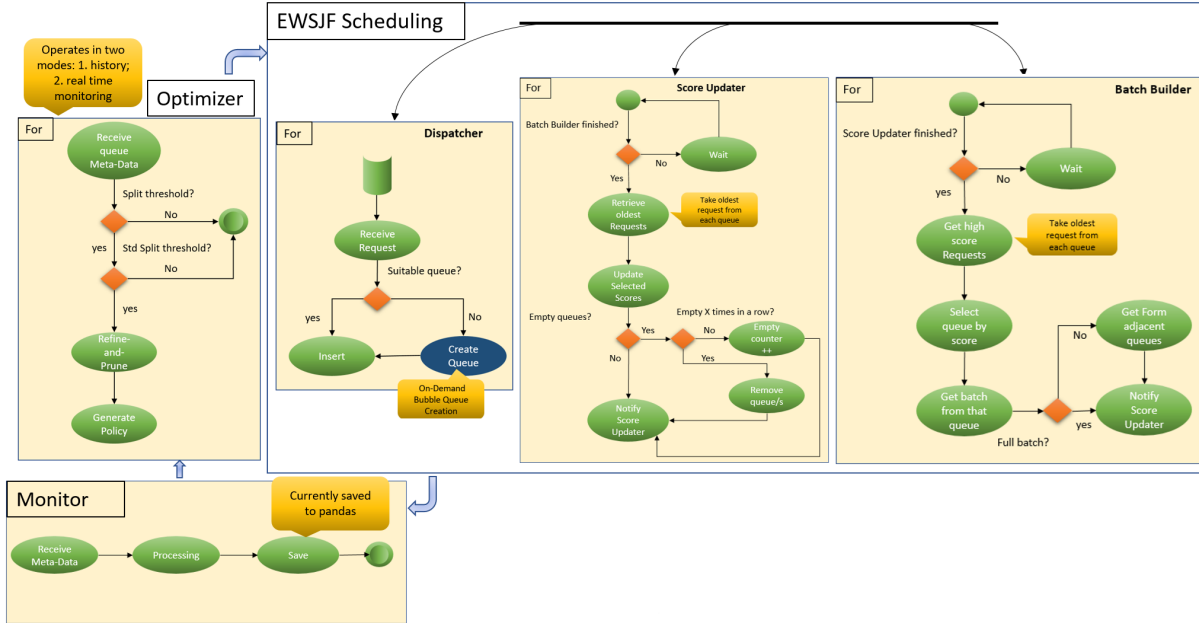 EWSJF Scheduling
Operates in two
modes: 1. history;
2. real time
monitoring
Optimizer
For
Receive
queue
Meta-Data
Split threshold?
No
yes
Std Split threshold?
No
yes
Refine-
and-
Prune
Generate
Policy
For
Dispatcher
Receive
Request
Suitable queue?
yes
No
Insert
Create
Queue
On-Demand
Bubble Queue
Creation
For
Score Updater
Batch Builder finished?
No
Wait
Yes
Retrieve
oldest
Requests
Take oldest
request from
each queue
Update
Selected
Scores
Empty queues?
Yes
Empty X times in a row?
No
Empty
counter
++
No
Yes
Remove
queue/s
Notify
Score
Updater
For
Batch Builder
Score Updater finished?
No
Wait
yes
Get high
score
Requests
Take oldest
request from
each queue
Select
queue by
score
Get Form
adjacent
queues
No
Get batch
from that
queue
Full batch?
yes
Notify
Score
Updater
Monitor
Currently saved
to pandas
Receive
Meta-Data
Processing
Save